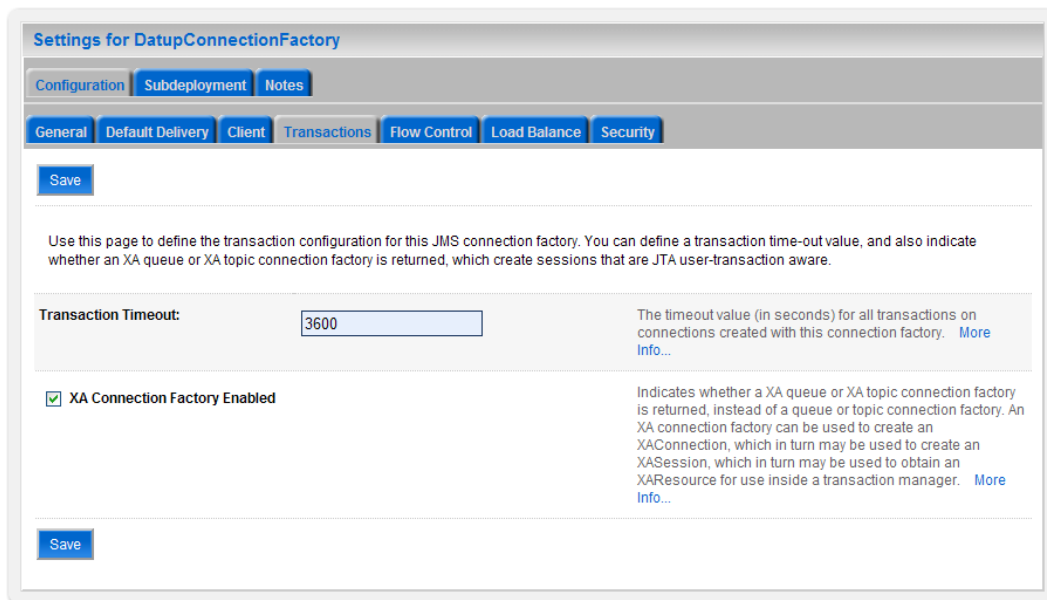 Settings for DatupConnectionFactory
Configuration Subdeployment Notes
General Default Delivery Client Transactions Flow Control Load Balance Security
Save
Use this page to define the transaction configuration for this JMS connection factory. You can define a transaction time-out value, and also indicate
whether an XA queue or XA topic connection factory is returned, which create sessions that are JTA user-transaction aware.
Transaction Timeout:
3600
The timeout value (in seconds) for all transactions on
connections created with this connection factory. More
Info...
XA Connection Factory Enabled
Indicates whether a XA queue or XA topic connection factory
is returned, instead of a queue or topic connection factory. An
XA connection factory can be used to create an
XAConnection, which in turn may be used to create an
XASession, which in turn may be used to obtain an
XAResource for use inside a transaction manager. More
Info...
Save